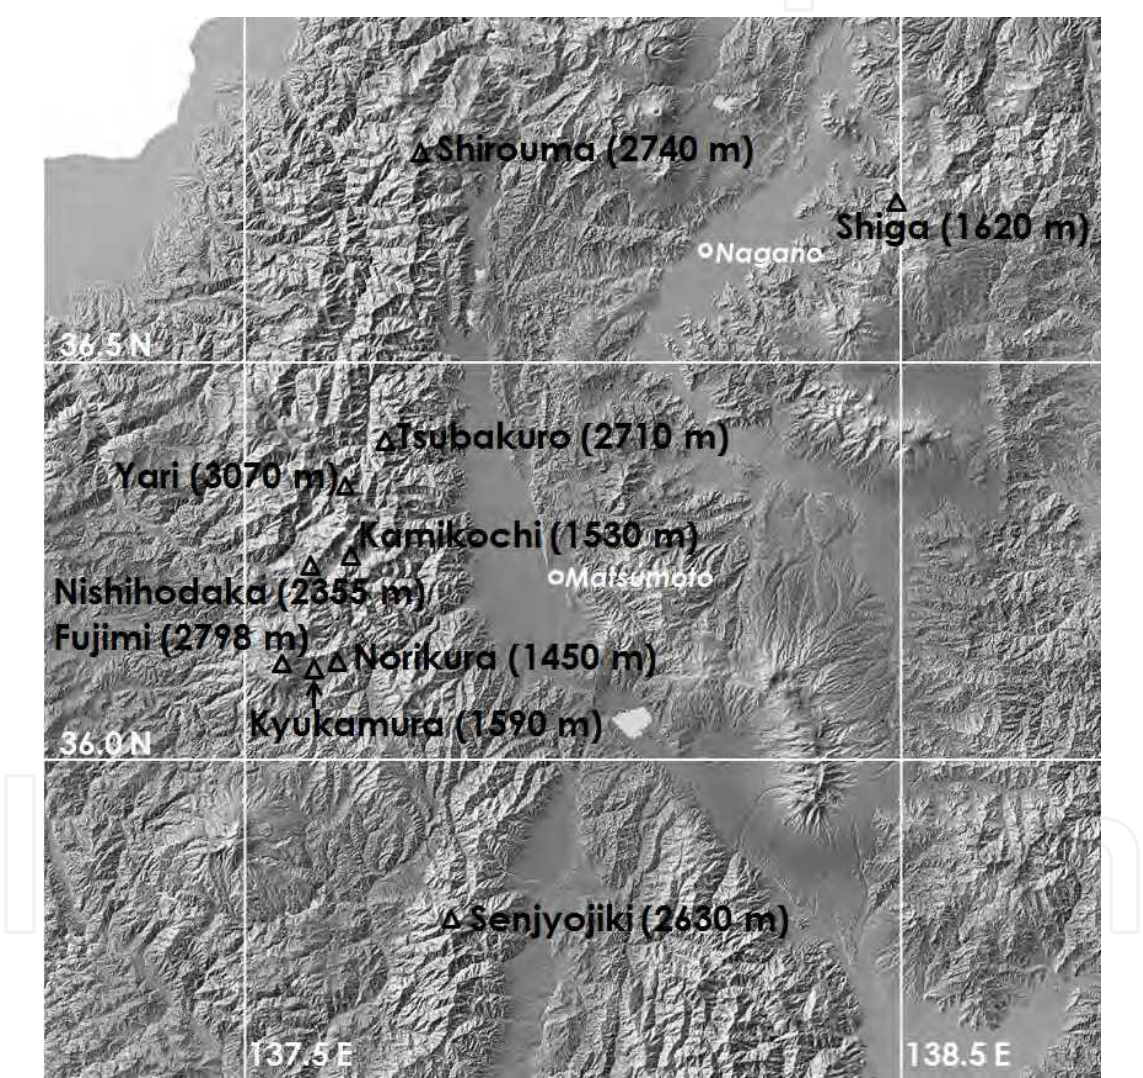 Shirouma (2740 m)
Shiga (1620 m)
Nagano
36.5 N
Tsubakuro (2710 m)
Yari (3070 m)
Kamikochi (1530 m)
Matsumoto
Nishihodaka (2355 m)
Fujimi (2798 m)
Norikura (1450 m)
Kyukamura (1590 m)
36.0 N
Senjyojiki (2630 m)
137.5 E
138.5 E